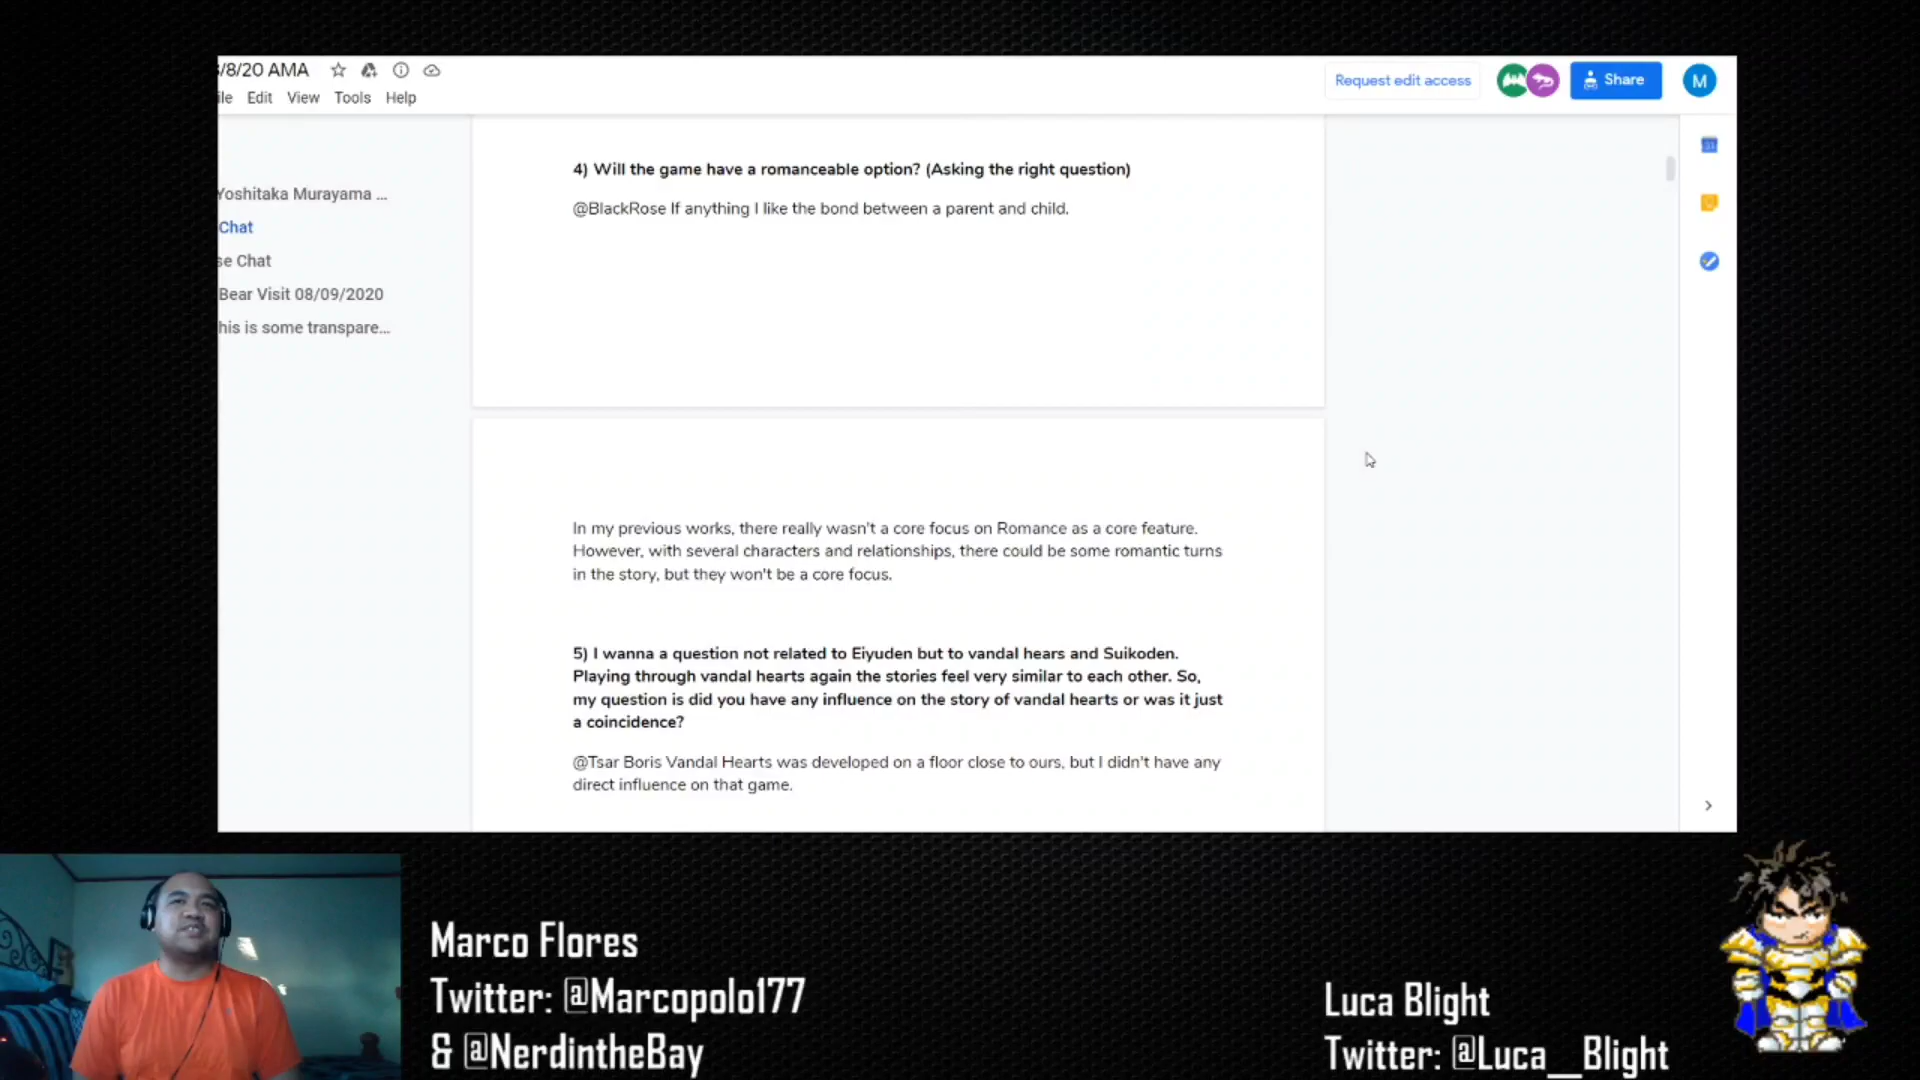 /8/20 AMA
Request edit access
Share
M
ile Edit View Tools Help
Yoshitaka Murayama ...
Chat
se Chat
Bear Visit 08/09/2020
his is some transpare...
4) Will the game have a romanceable option? (Asking the right question)
@BlackRose If anything I like the bond between a parent and child.
In my previous works, there really wasn't a core focus on Romance as a core feature.
However, with several characters and relationships, there could be some romantic turns
in the story, but they won't be a core focus.
5) I wanna a question not related to Eiyuden but to vandal hears and Suikoden.
Playing through vandal hearts again the stories feel very similar to each other. So,
my question is did you have any influence on the story of vandal hearts or was it just
a coincidence?
@Tsar Boris Vandal Hearts was developed on a floor close to ours, but I didn't have any
direct influence on that game.
Marco Flores
Twitter: @Marcopolo177
& @NerdintheBay
Luca Blight
Twitter: @Luca__Blight